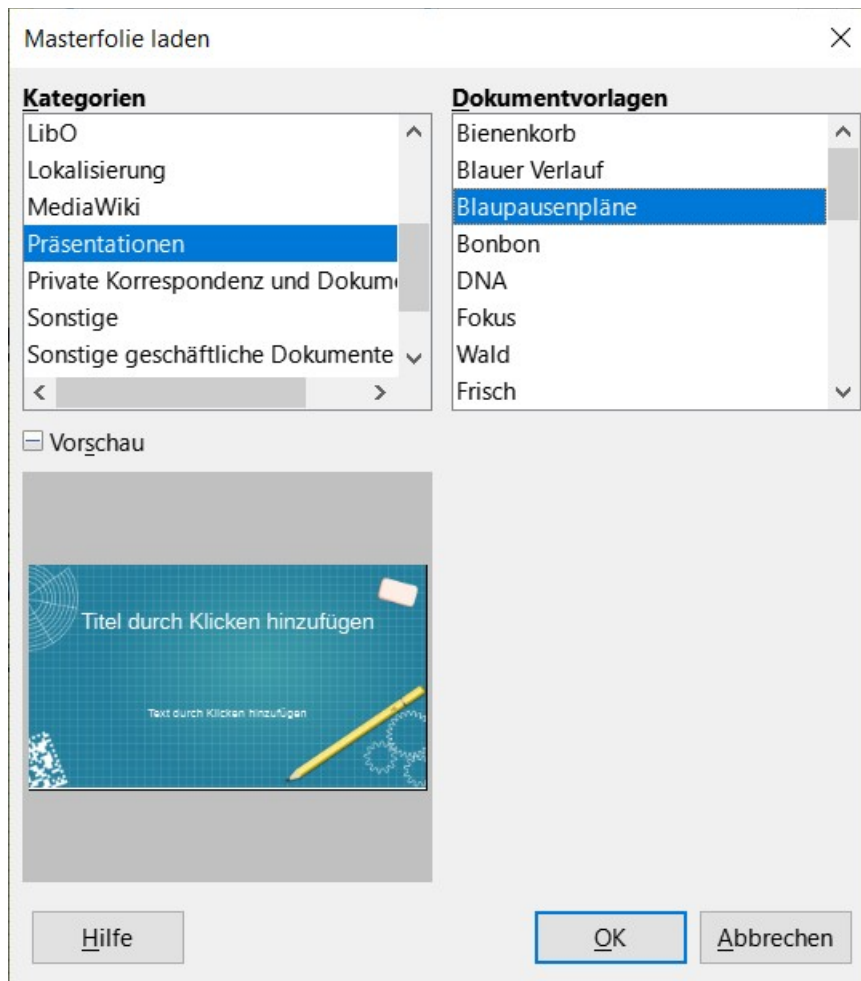 Masterfolie laden
Kategorien
LibO
Lokalisierung
MediaWiki
Präsentationen
Private Korrespondenz und Dokum
Sonstige
Sonstige geschäftliche Dokumente
Dokumentvorlagen
Bienenkorb
Blauer Verlauf
Blaupausenpläne
Bonbon
DNA
Fokus
Wald
Frisch
Vorschau
Titel durch Klicken hinzufügen
Text durch Klicken hinzufügen
Hilfe
OK
Abbrechen